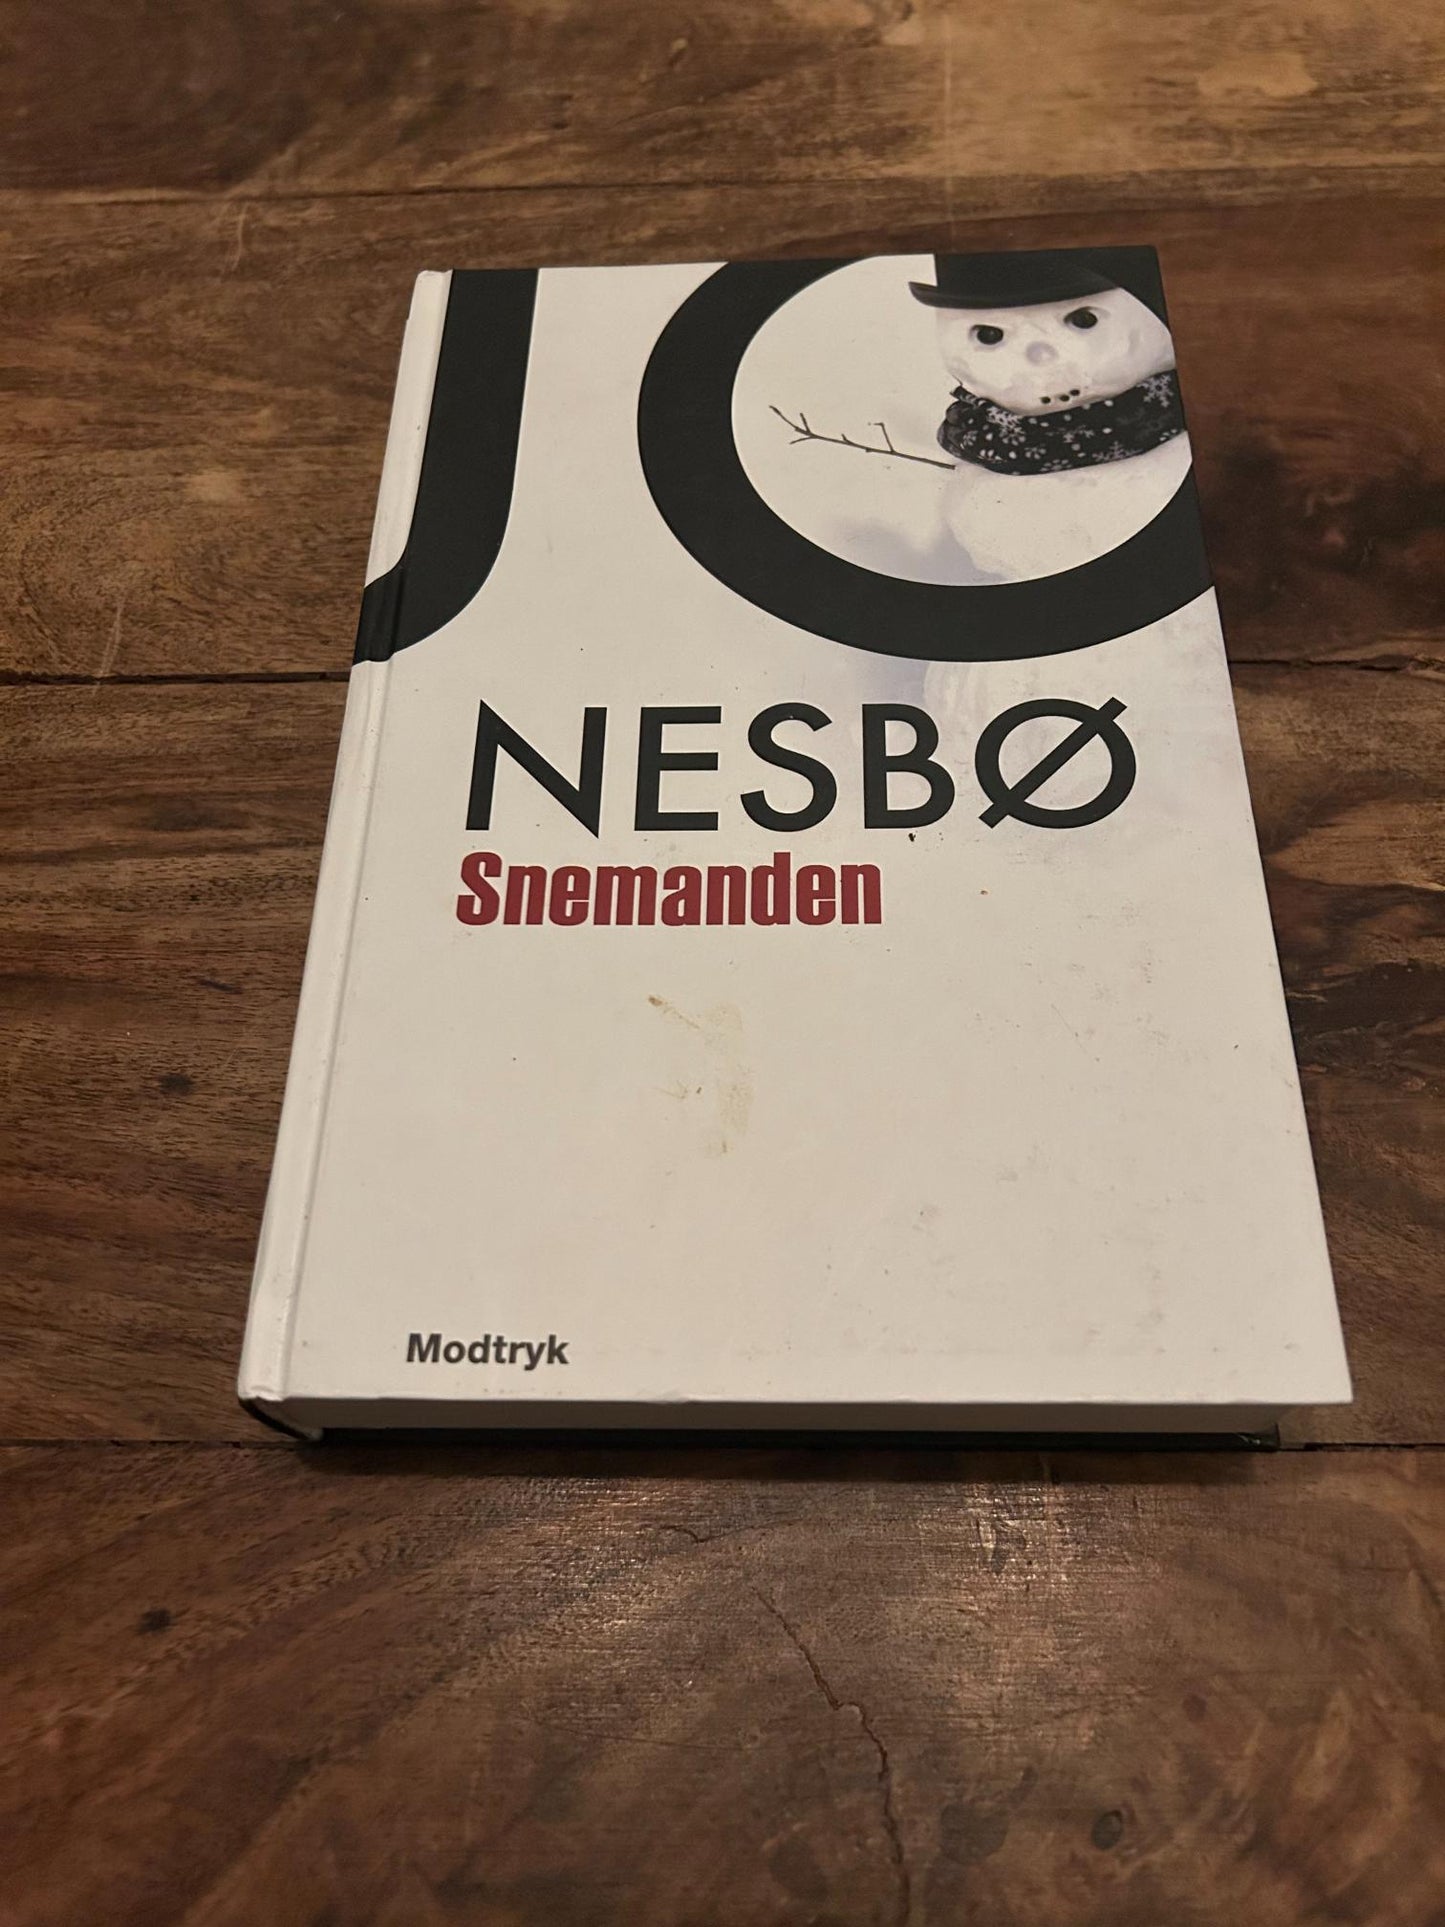 JO
NESBØ
Snemanden
Modtryk